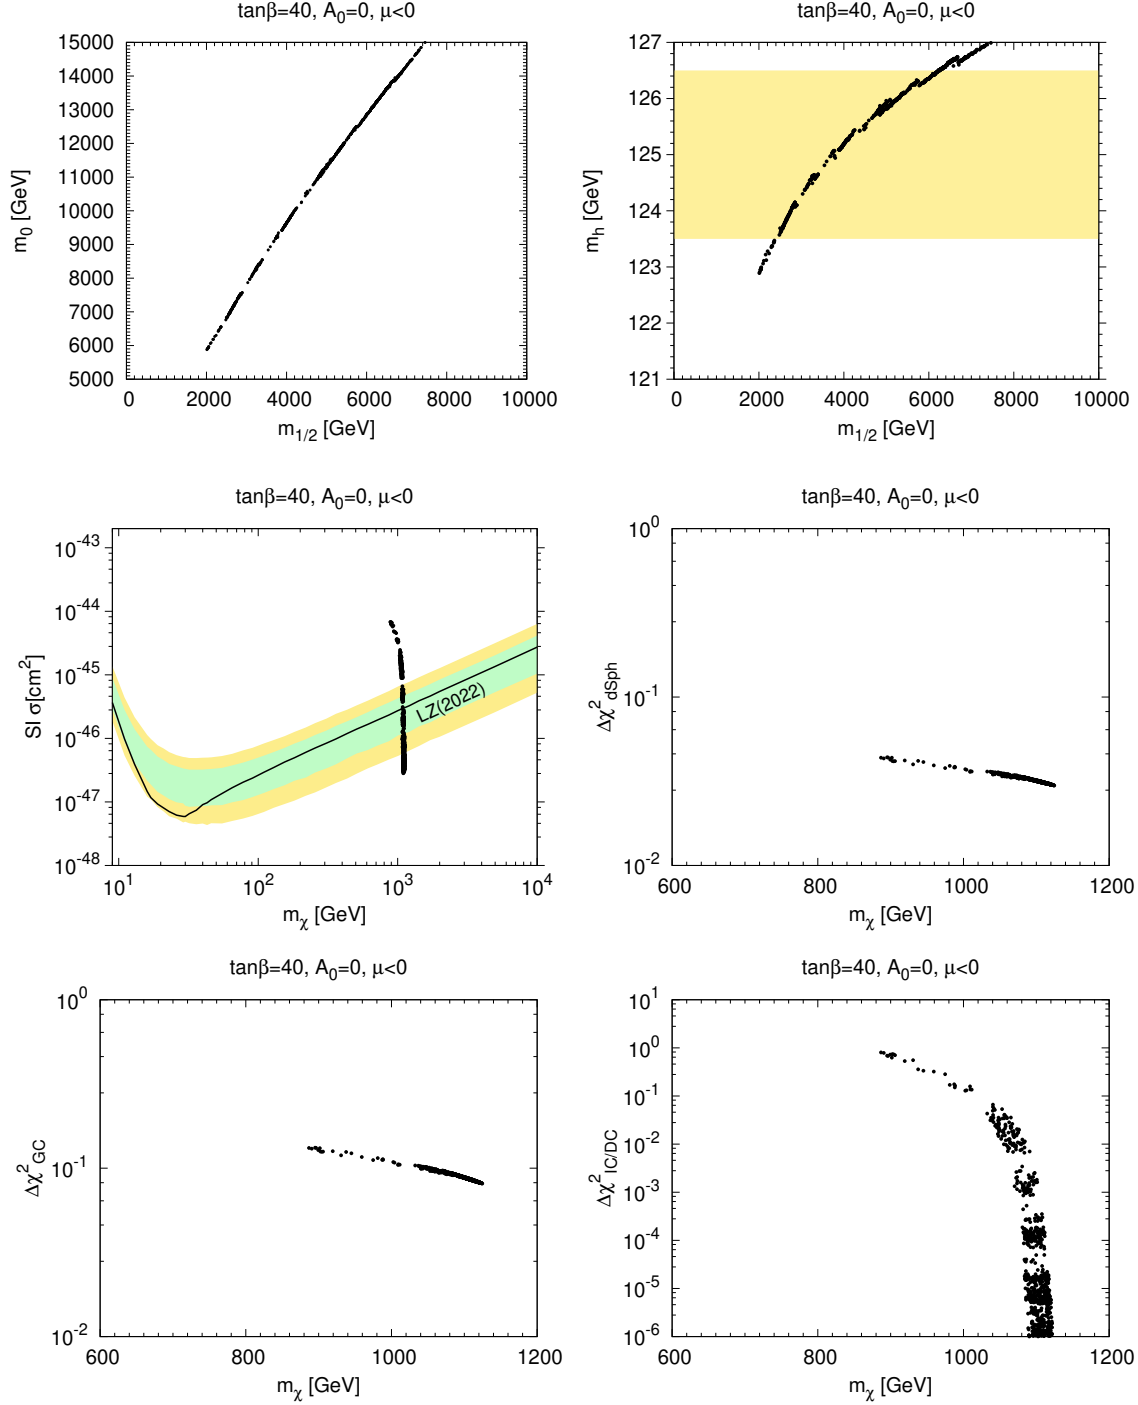 tanβ=40, A₀=0, μ<0
15000
14000
13000
12000
11000
10000
9000
8000
7000
6000
5000
m₀ [GeV]
0 2000 4000 6000 8000 10000
m₁/₂ [GeV]
tanβ=40, A₀=0, μ<0
127
126
125
124
123
122
121
mₕ [GeV]
0 2000 4000 6000 8000 10000
m₁/₂ [GeV]
tanβ=40, A₀=0, μ<0
10⁻⁴³
10⁻⁴⁴
10⁻⁴⁵
10⁻⁴⁶
10⁻⁴⁷
10⁻⁴⁸
SI σ[cm²]
LZ(2022)
10¹ 10² 10³ 10⁴
mᵪ [GeV]
tanβ=40, A₀=0, μ<0
10⁰
10⁻¹
10⁻²
Δχ²dSph
600 800 1000 1200
mᵪ [GeV]
tanβ=40, A₀=0, μ<0
10⁰
10⁻¹
10⁻²
Δχ²GC
600 800 1000 1200
mᵪ [GeV]
tanβ=40, A₀=0, μ<0
10¹
10⁰
10⁻¹
10⁻²
10⁻³
10⁻⁴
10⁻⁵
10⁻⁶
Δχ²IC/DC
600 800 1000 1200
mᵪ [GeV]